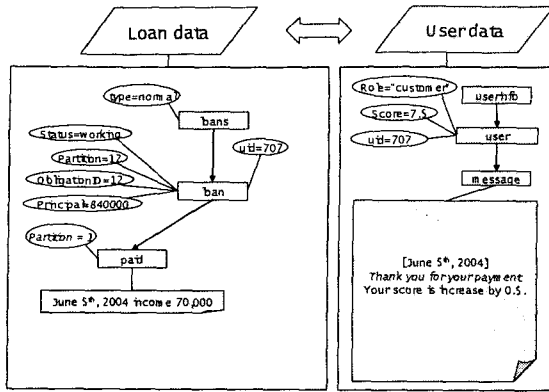 Loan data
User data
type=normal
loans
Status=working
Partition=12
ObligationID=12
Principal=840000
uid=707
loan
Partition = 1
paid
June 5th, 2004 income 70,000
Role="customer"
Score=7.5
uid=707
userinfo
user
message
[June 5th, 2004]
Thank you for your payment
Your score is increase by 0.5.